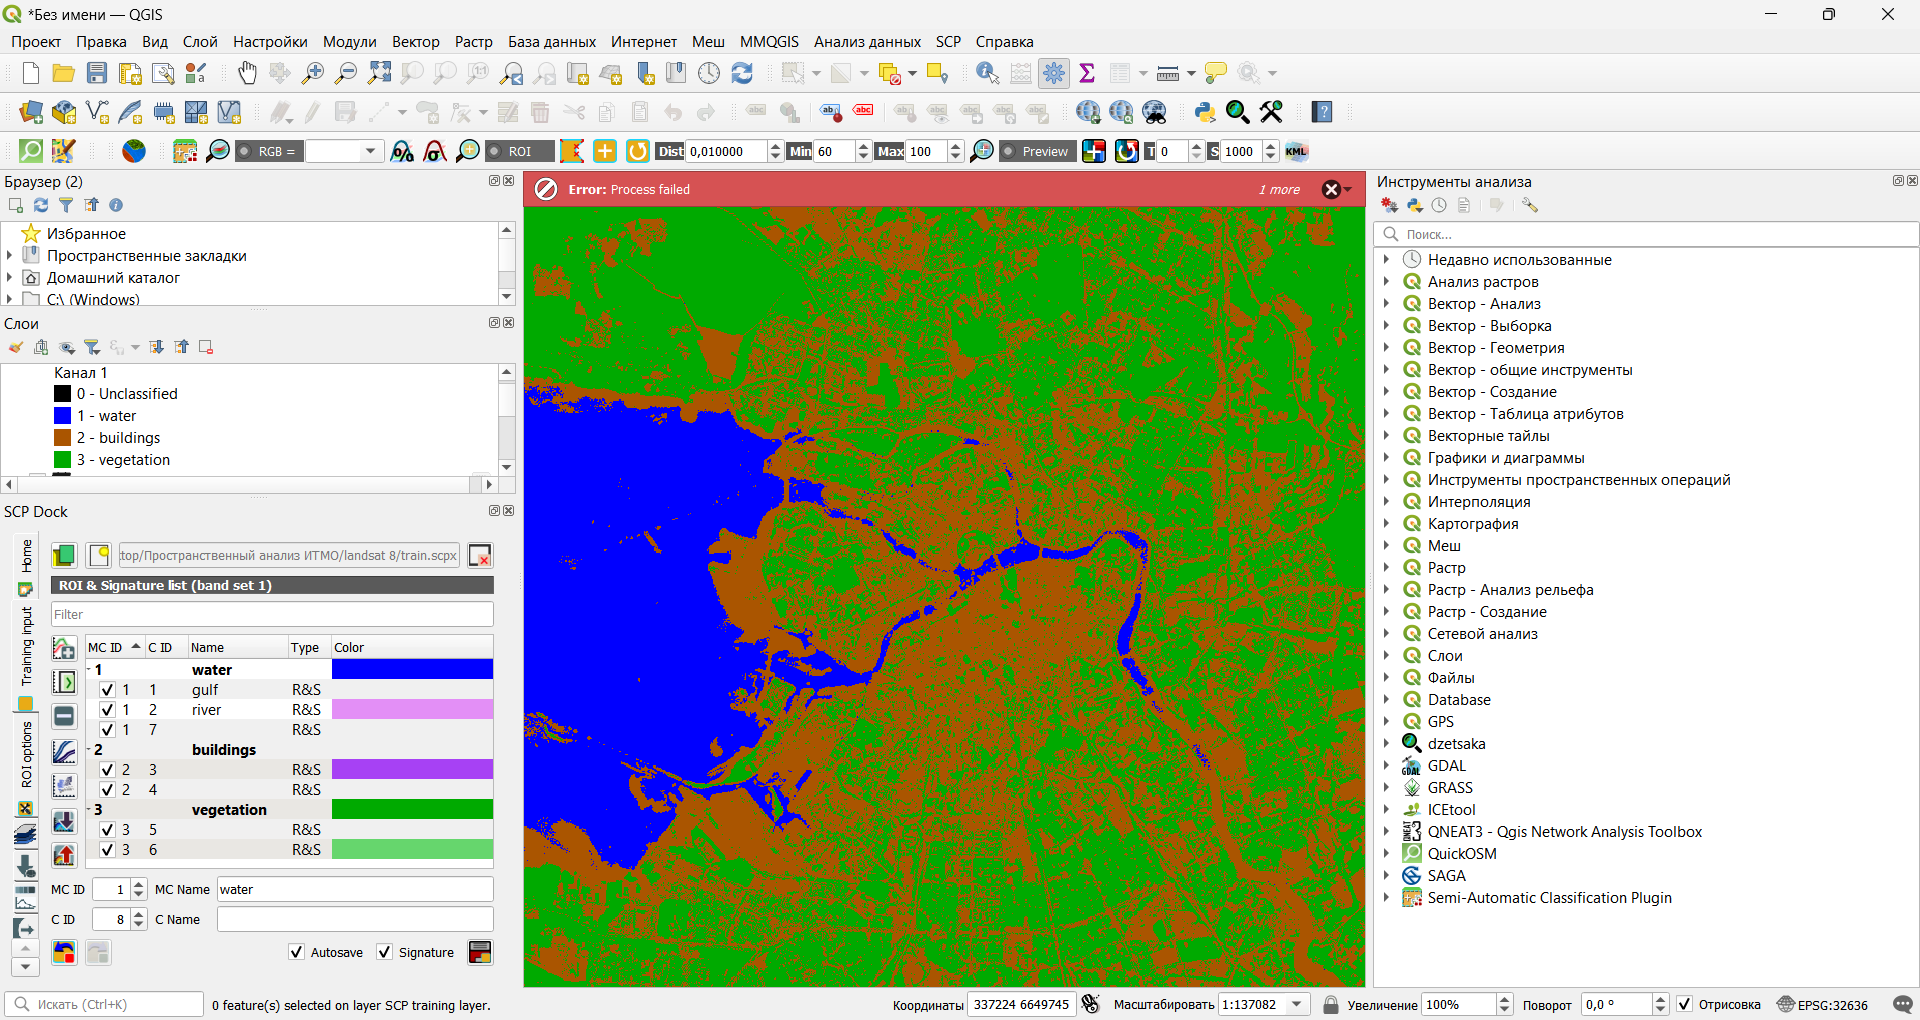 *Без имени — QGIS
Проект Правка Вид Слой Настройки Модули Вектор Растр База данных Интернет Меш MMQGIS Анализ данных SCP Справка
RGB = ROI Dist 0,010000 Min 60 Max 100 Preview T 0 S 1000 KML
Браузер (2)
Избранное
Пространственные закладки
Домашний каталог
C:\ (Windows)
Слои
Канал 1
0 - Unclassified
1 - water
2 - buildings
3 - vegetation
SCP Dock
Home
Training input
ROI options
top/Пространственный анализ ИТМО/landsat 8/train.scpx
ROI & Signature list (band set 1)
Filter
MC ID C ID Name Type Color
1 water
1 1 gulf R&S
1 2 river R&S
1 7 R&S
2 buildings
2 3 R&S
2 4 R&S
3 vegetation
3 5 R&S
3 6 R&S
MC ID 1 MC Name water
C ID 8 C Name
Autosave Signature
Error: Process failed 1 more
Инструменты анализа
Поиск...
Недавно использованные
Анализ растров
Вектор - Анализ
Вектор - Выборка
Вектор - Геометрия
Вектор - общие инструменты
Вектор - Создание
Вектор - Таблица атрибутов
Векторные тайлы
Графики и диаграммы
Инструменты пространственных операций
Интерполяция
Картография
Меш
Растр
Растр - Анализ рельефа
Растр - Создание
Сетевой анализ
Слои
Файлы
Database
GPS
dzetsaka
GDAL
GRASS
ICEtool
QNEAT3 - Qgis Network Analysis Toolbox
QuickOSM
SAGA
Semi-Automatic Classification Plugin
Искать (Ctrl+K) 0 feature(s) selected on layer SCP training layer. Координаты 337224 6649745 Масштабировать 1:137082 Увеличение 100% Поворот 0,0 ° Отрисовка EPSG:32636